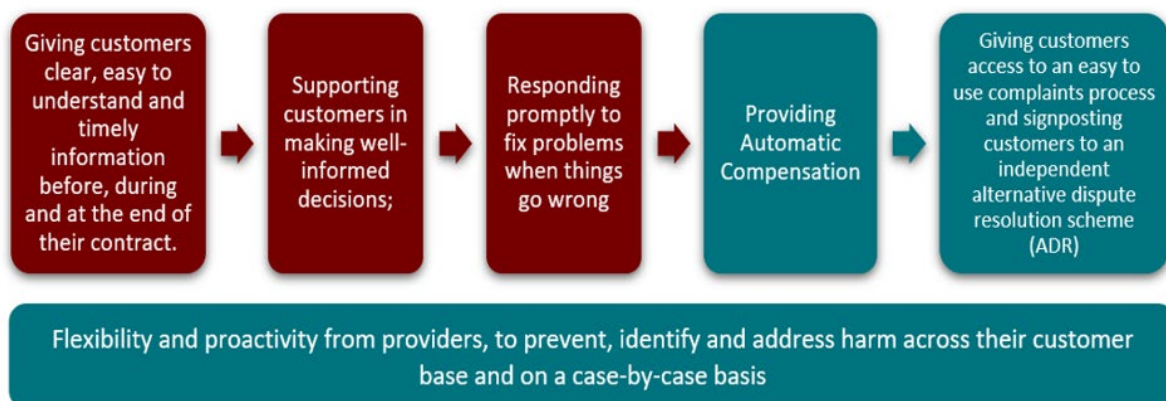 Giving customers
clear, easy to
understand and
timely
information
before, during
and at the end of
their contract.
Supporting
customers in
making well-
informed
decisions;
Responding
promptly to
fix problems
when things
go wrong
Providing
Automatic
Compensation
Giving customers
access to an easy to
use complaints process
and signposting
customers to an
independent
alternative dispute
resolution scheme
(ADR)
Flexibility and proactivity from providers, to prevent, identify and address harm across their customer
base and on a case-by-case basis